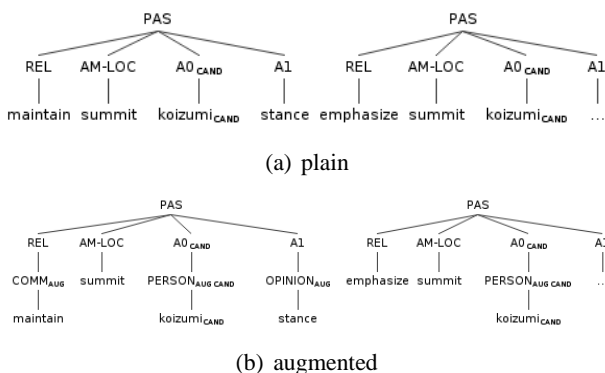 PAS PAS
REL AM-LOC A0CAND A1 REL AM-LOC A0CAND A1
maintain summit koizumiCAND stance emphasize summit koizumiCAND ...
(a) plain
PAS PAS
REL AM-LOC A0CAND A1 REL AM-LOC A0CAND A1
COMMAUG summit PERSONAUG CAND OPINIONAUG emphasize summit PERSONAUG CAND ...
maintain koizumiCAND stance koizumiCAND
(b) augmented